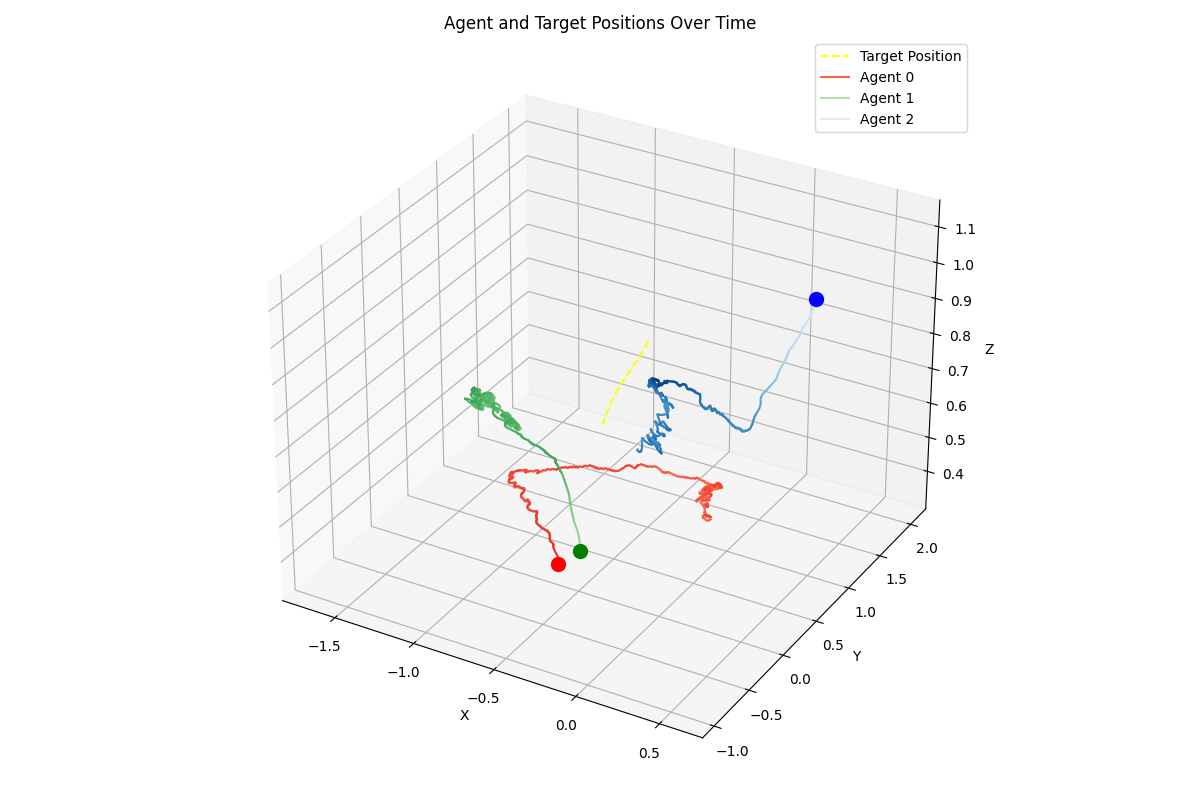 Agent and Target Positions Over Time
Target Position
Agent 0
Agent 1
Agent 2
1.1
1.0
0.9
0.8
0.7
0.6
0.5
0.4
Z
2.0
1.5
1.0
0.5
0.0
−0.5
−1.0
Y
−1.5
−1.0
−0.5
0.0
0.5
X